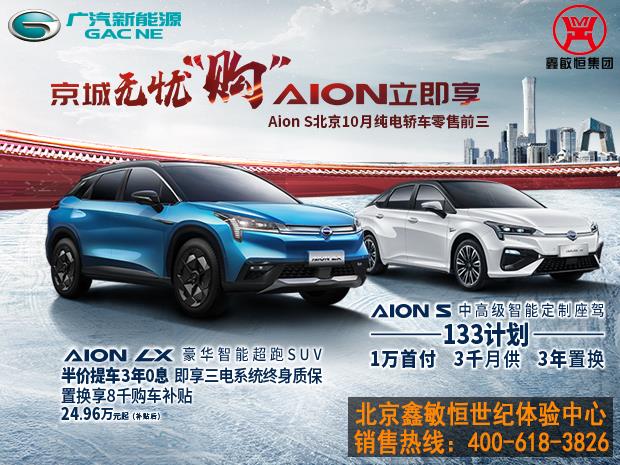 广汽新能源
GAC NE
鑫敏恒集团
京城无忧“购”AION立即享
Aion S北京10月纯电轿车零售前三
AION LX
AION LX 豪华智能超跑SUV
半价提车3年0息 即享三电系统终身质保
置换享8千购车补贴
24.96万元起(补贴后)
AION S 中高级智能定制座驾
133计划
1万首付 3千月供 3年置换
北京鑫敏恒世纪体验中心
销售热线：400-618-3826